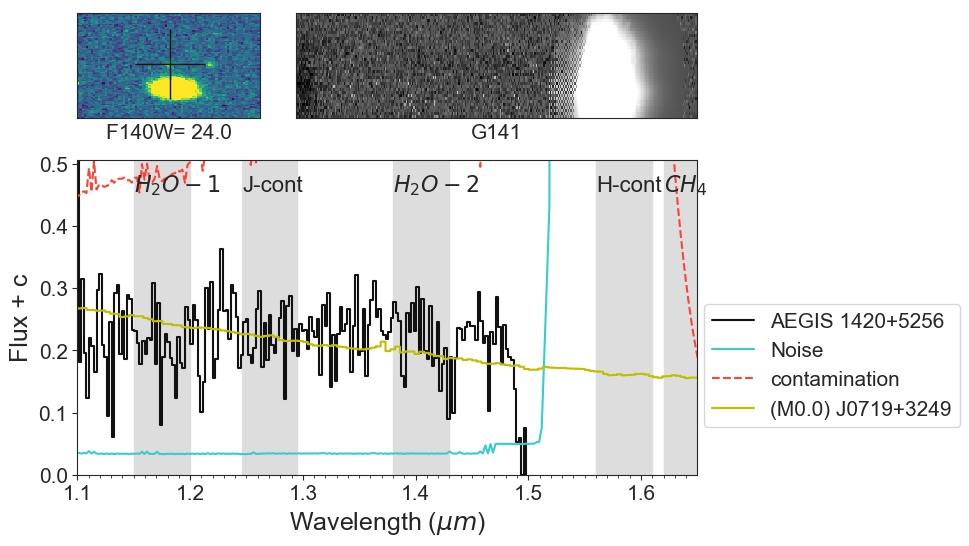 F140W= 24.0
G141
H₂O − 1
J-cont
H₂O − 2
H-cont
CH₄
0.5
0.4
0.3
0.2
0.1
0.0
Flux + c
1.1
1.2
1.3
1.4
1.5
1.6
Wavelength (μm)
AEGIS 1420+5256
Noise
contamination
(M0.0) J0719+3249